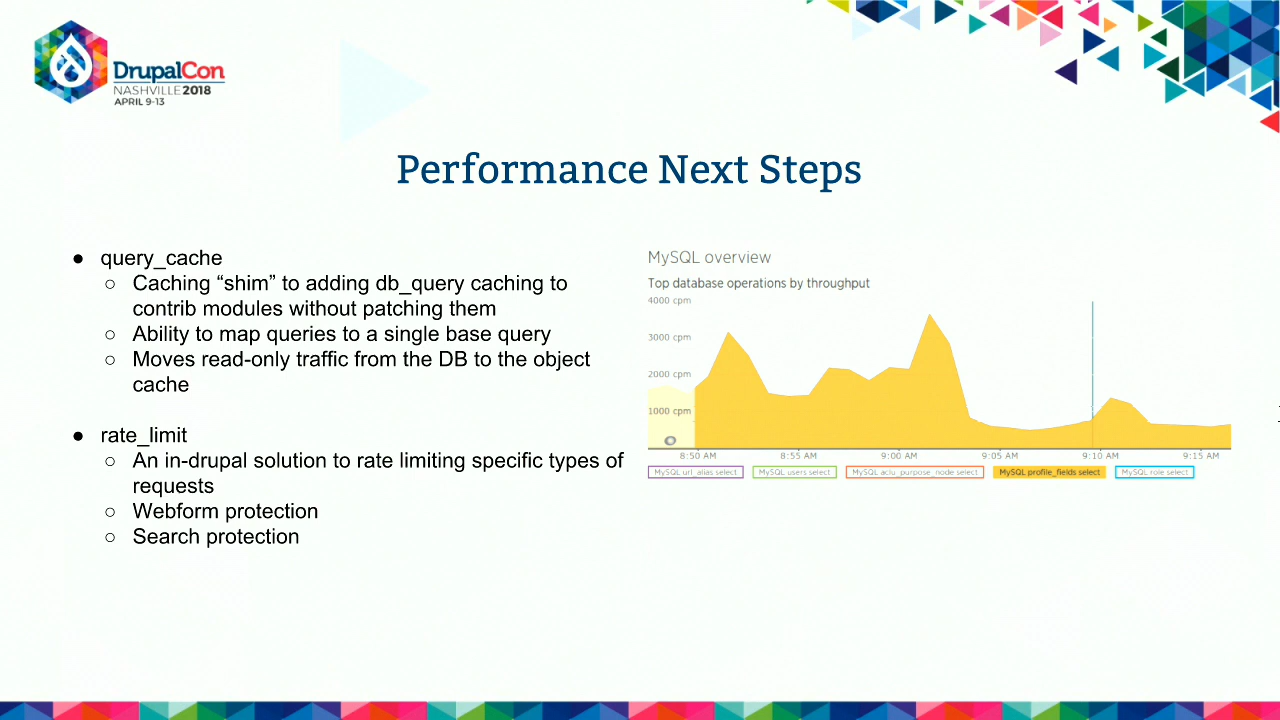 DrupalCon
NASHVILLE 2018
APRIL 9-13
Performance Next Steps
● query_cache
○ Caching “shim” to adding db_query caching to
contrib modules without patching them
○ Ability to map queries to a single base query
○ Moves read-only traffic from the DB to the object
cache
● rate_limit
○ An in-drupal solution to rate limiting specific types of
requests
○ Webform protection
○ Search protection
MySQL overview
Top database operations by throughput
4000 cpm
3000 cpm
2000 cpm
1000 cpm
8:50 AM 8:55 AM 9:00 AM 9:05 AM 9:10 AM 9:15 AM
MySQL url_alias select MySQL users select MySQL aclu_purpose_node select MySQL profile_fields select MySQL role select